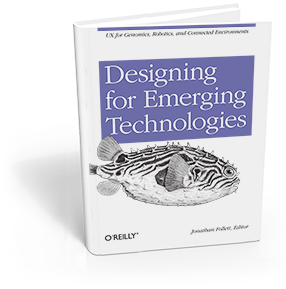 UX for Genomics, Robotics, and Connected Environments
Designing
for Emerging
Technologies
O'REILLY®
Jonathan Follett, Editor